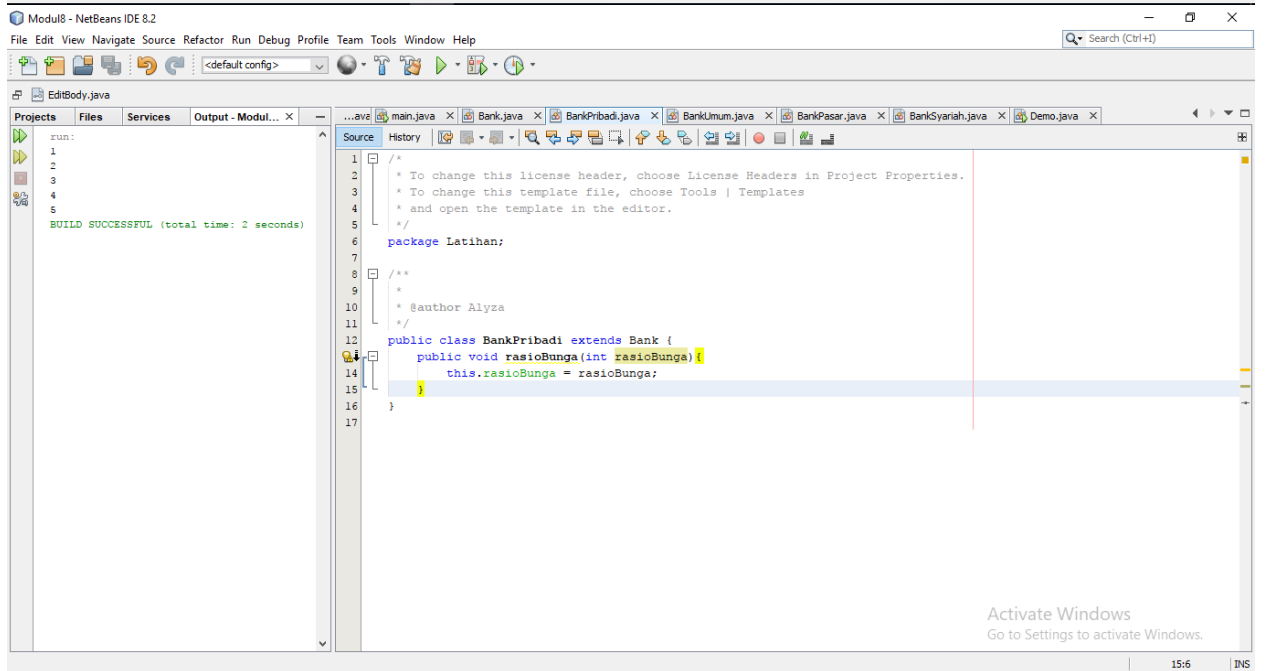 Modul8 - NetBeans IDE 8.2
File Edit View Navigate Source Refactor Run Debug Profile Team Tools Window Help
Search (Ctrl+I)
<default config>
EditBody.java
Projects Files Services Output - Modul... ×
...ava main.java × Bank.java × BankPribadi.java × BankUmum.java × BankPasar.java × BankSyariah.java × Demo.java ×
Source History
run:
1
2
3
4
5
BUILD SUCCESSFUL (total time: 2 seconds)
1 /*
2 * To change this license header, choose License Headers in Project Properties.
3 * To change this template file, choose Tools | Templates
4 * and open the template in the editor.
5 */
6 package Latihan;
7
8 /**
9 *
10 * @author Alyza
11 */
12 public class BankPribadi extends Bank {
public void rasioBunga(int rasioBunga){
14 this.rasioBunga = rasioBunga;
15 }
16 }
17
Activate Windows
Go to Settings to activate Windows.
15:6 INS